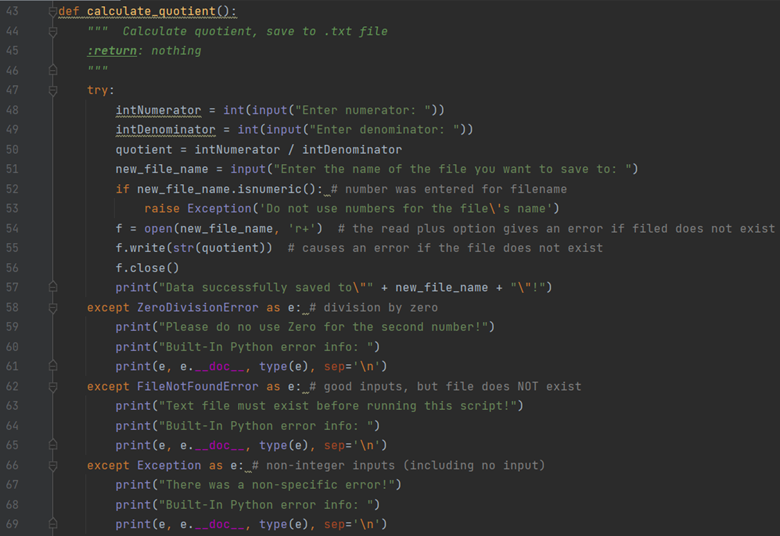 43 def calculate_quotient():
44     """  Calculate quotient, save to .txt file
45     :return: nothing
46     """
47     try:
48         intNumerator = int(input("Enter numerator: "))
49         intDenominator = int(input("Enter denominator: "))
50         quotient = intNumerator / intDenominator
51         new_file_name = input("Enter the name of the file you want to save to: ")
52         if new_file_name.isnumeric(): # number was entered for filename
53             raise Exception('Do not use numbers for the file\'s name')
54         f = open(new_file_name, 'r+')  # the read plus option gives an error if filed does not exist
55         f.write(str(quotient))  # causes an error if the file does not exist
56         f.close()
57         print("Data successfully saved to\"" + new_file_name + "\"!")
58     except ZeroDivisionError as e: # division by zero
59         print("Please do no use Zero for the second number!")
60         print("Built-In Python error info: ")
61         print(e, e.__doc__, type(e), sep='\n')
62     except FileNotFoundError as e: # good inputs, but file does NOT exist
63         print("Text file must exist before running this script!")
64         print("Built-In Python error info: ")
65         print(e, e.__doc__, type(e), sep='\n')
66     except Exception as e: # non-integer inputs (including no input)
67         print("There was a non-specific error!")
68         print("Built-In Python error info: ")
69         print(e, e.__doc__, type(e), sep='\n')